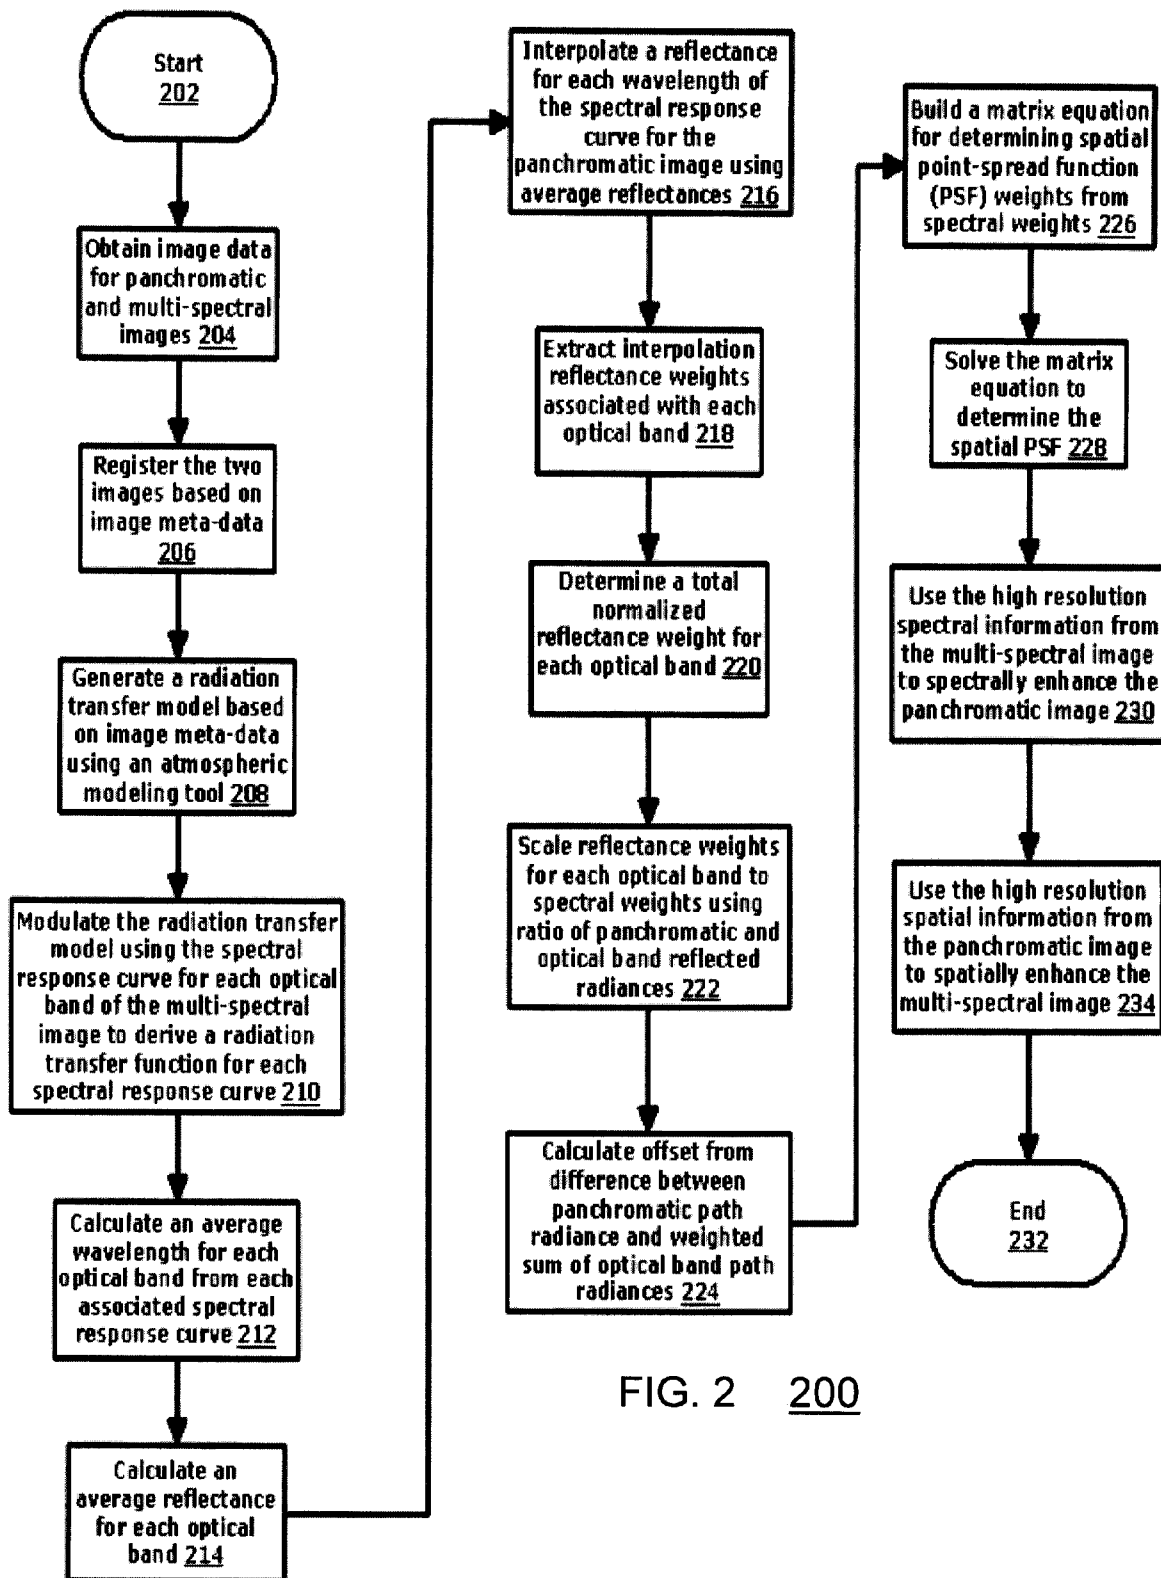 Start
202
Obtain image data
for panchromatic
and multi-spectral
images 204
Register the two
images based on
image meta-data
206
Generate a radiation
transfer model based
on image meta-data
using an atmospheric
modeling tool 208
Modulate the radiation transfer
model using the spectral
response curve for each optical
band of the multi-spectral
image to derive a radiation
transfer function for each
spectral response curve 210
Calculate an average
wavelength for each
optical band from each
associated spectral
response curve 212
Calculate an
average reflectance
for each optical
band 214
Interpolate a reflectance
for each wavelength of
the spectral response
curve for the
panchromatic image using
average reflectances 216
Extract interpolation
reflectance weights
associated with each
optical band 218
Determine a total
normalized
reflectance weight for
each optical band 220
Scale reflectance weights
for each optical band to
spectral weights using
ratio of panchromatic and
optical band reflected
radiances 222
Calculate offset from
difference between
panchromatic path
radiance and weighted
sum of optical band path
radiances 224
Build a matrix equation
for determining spatial
point-spread function
(PSF) weights from
spectral weights 226
Solve the matrix
equation to
determine the
spatial PSF 228
Use the high resolution
spectral information from
the multi-spectral image
to spectrally enhance the
panchromatic image 230
Use the high resolution
spatial information from
the panchromatic image
to spatially enhance the
multi-spectral image 234
End
232
FIG. 2 200